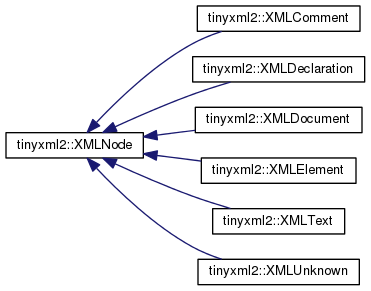 tinyxml2::XMLComment
tinyxml2::XMLDeclaration
tinyxml2::XMLDocument
tinyxml2::XMLNode
tinyxml2::XMLElement
tinyxml2::XMLText
tinyxml2::XMLUnknown